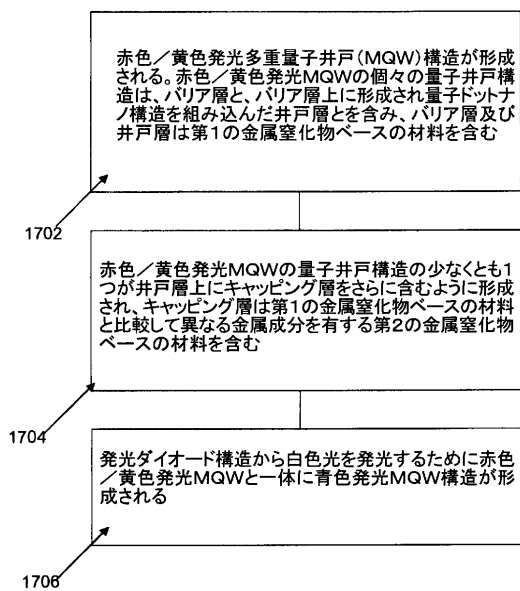 赤色／黄色発光多重量子井戸（MQW）構造が形成
される。赤色／黄色発光MQWの個々の量子井戸構
造は、バリア層と、バリア層上に形成され量子ドットナ
ノ構造を組み込んだ井戸層とを含み、バリア層及び
井戸層は第1の金属窒化物ベースの材料を含む
1702
赤色／黄色発光MQWの量子井戸構造の少なくとも1
つが井戸層上にキャッピング層をさらに含むように形成
され、キャッピング層は第1の金属窒化物ベースの材料
と比較して異なる金属成分を有する第2の金属窒化物
ベースの材料を含む
1704
発光ダイオード構造から白色光を発光するために赤色
／黄色発光MQWと一体に青色発光MQW構造が形
成される
1706